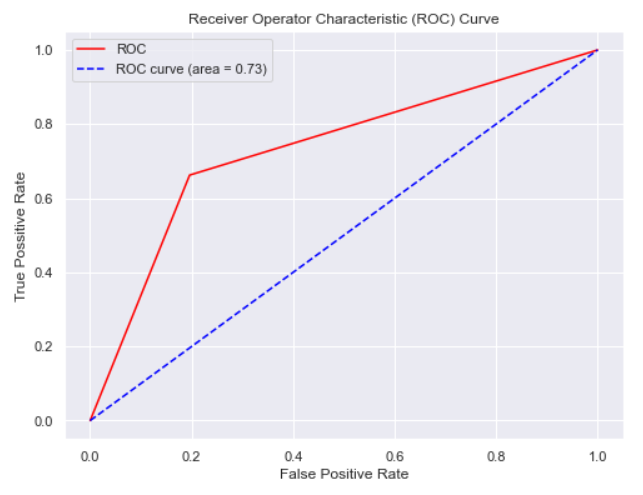 Receiver Operator Characteristic (ROC) Curve
ROC
ROC curve (area = 0.73)
True Possitive Rate
1.0
0.8
0.6
0.4
0.2
0.0
0.0 0.2 0.4 0.6 0.8 1.0
False Positive Rate